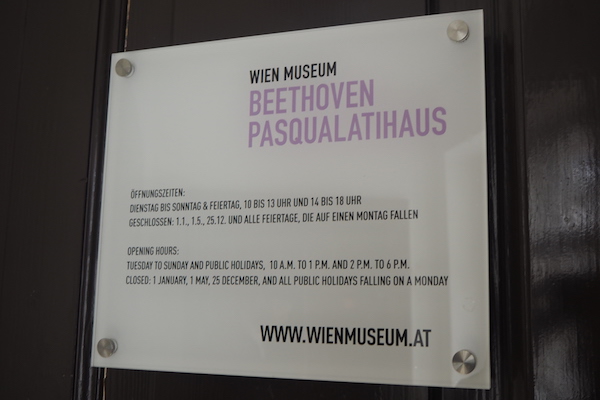 WIEN MUSEUM
BEETHOVEN
PASQUALATIHAUS
ÖFFNUNGSZEITEN:
DIENSTAG BIS SONNTAG & FEIERTAG, 10 BIS 13 UHR UND 14 BIS 18 UHR
GESCHLOSSEN: 1.1., 1.5., 25.12. UND ALLE FEIERTAGE, DIE AUF EINEN MONTAG FALLEN
OPENING HOURS:
TUESDAY TO SUNDAY AND PUBLIC HOLIDAYS, 10 A.M. TO 1 P.M. AND 2 P.M. TO 6 P.M.
CLOSED: 1 JANUARY, 1 MAY, 25 DECEMBER, AND ALL PUBLIC HOLIDAYS FALLING ON A MONDAY
WWW.WIENMUSEUM.AT